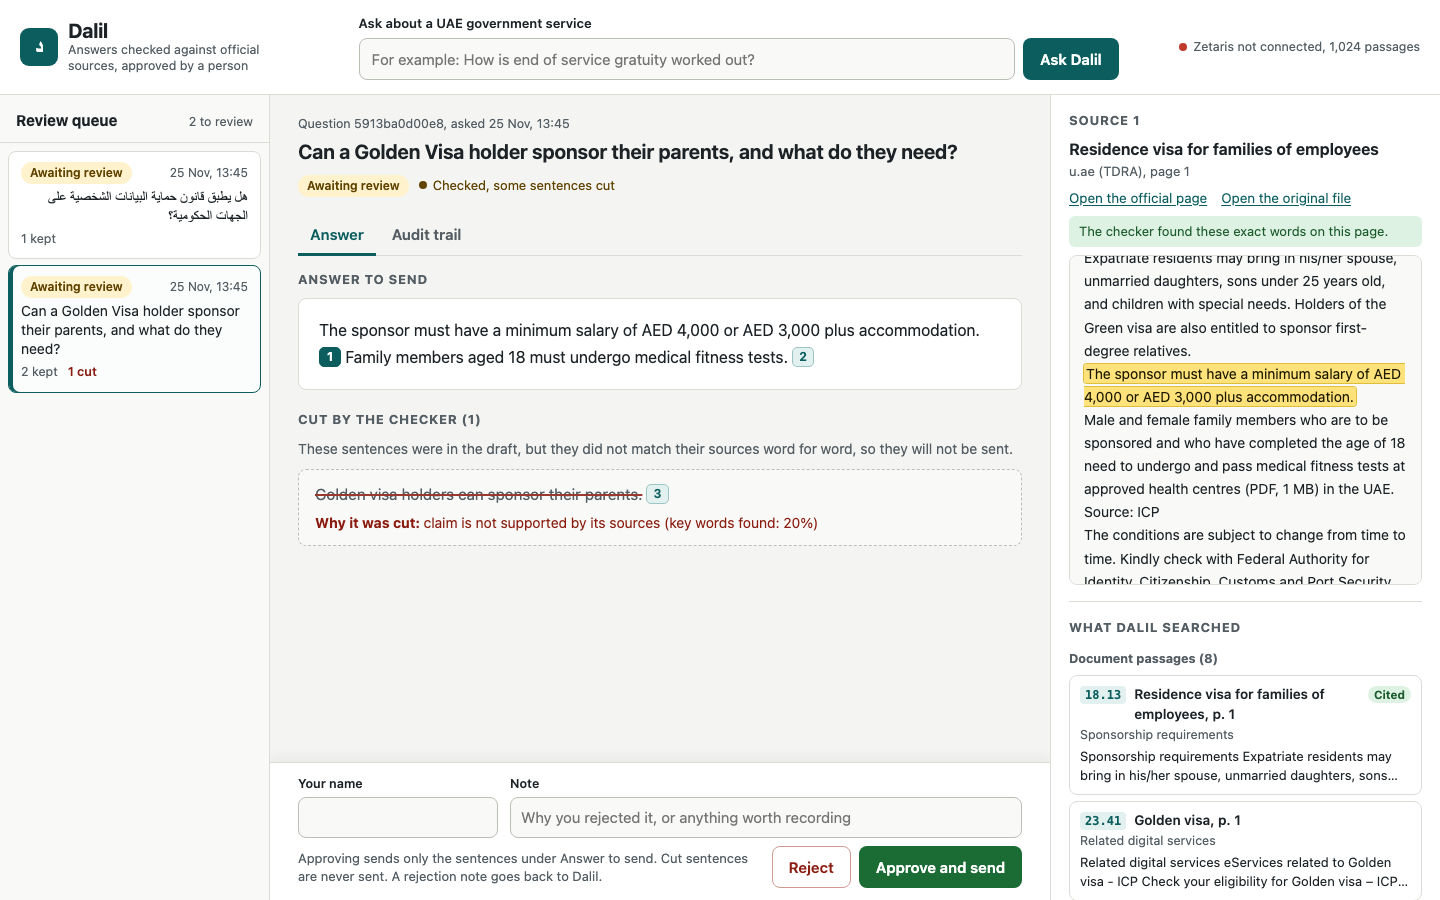 د
Dalil
Answers checked against official
sources, approved by a person
Ask about a UAE government service
For example: How is end of service gratuity worked out?
Ask Dalil
Zetaris not connected, 1,024 passages
Review queue
2 to review
Awaiting review
25 Nov, 13:45
هل يطبق قانون حماية البيانات الشخصية على
الجهات الحكومية؟
1 kept
Awaiting review
25 Nov, 13:45
Can a Golden Visa holder sponsor
their parents, and what do they
need?
2 kept 1 cut
Question 5913ba0d00e8, asked 25 Nov, 13:45
Can a Golden Visa holder sponsor their parents, and what do they need?
Awaiting review
Checked, some sentences cut
Answer
Audit trail
ANSWER TO SEND
The sponsor must have a minimum salary of AED 4,000 or AED 3,000 plus accommodation.
1 Family members aged 18 must undergo medical fitness tests. 2
CUT BY THE CHECKER (1)
These sentences were in the draft, but they did not match their sources word for word, so they will not be sent.
Golden visa holders can sponsor their parents. 3
Why it was cut: claim is not supported by its sources (key words found: 20%)
Your name
Note
Why you rejected it, or anything worth recording
Approving sends only the sentences under Answer to send. Cut sentences
are never sent. A rejection note goes back to Dalil.
Reject
Approve and send
SOURCE 1
Residence visa for families of employees
u.ae (TDRA), page 1
Open the official page
Open the original file
The checker found these exact words on this page.
Expatriate residents may bring in his/her spouse,
unmarried daughters, sons under 25 years old,
and children with special needs. Holders of the
Green visa are also entitled to sponsor first-
degree relatives.
The sponsor must have a minimum salary of AED
4,000 or AED 3,000 plus accommodation.
Male and female family members who are to be
sponsored and who have completed the age of 18
need to undergo and pass medical fitness tests at
approved health centres (PDF, 1 MB) in the UAE.
Source: ICP
The conditions are subject to change from time to
time. Kindly check with Federal Authority for
Identity, Citizenship, Customs and Port Security
WHAT DALIL SEARCHED
Document passages (8)
18.13
Residence visa for families of
employees, p. 1
Cited
Sponsorship requirements
Sponsorship requirements Expatriate residents may
bring in his/her spouse, unmarried daughters, sons...
23.41
Golden visa, p. 1
Related digital services
Related digital services eServices related to Golden
visa - ICP Check your eligibility for Golden visa – ICP...